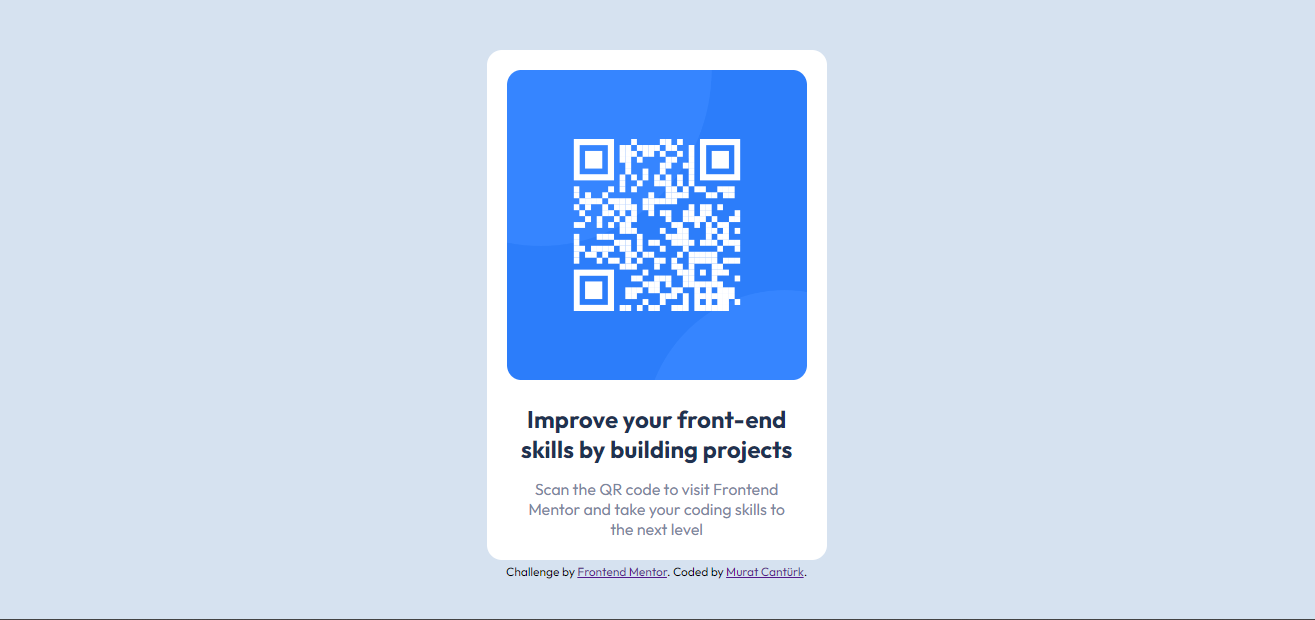 Improve your front-end
skills by building projects
Scan the QR code to visit Frontend
Mentor and take your coding skills to
the next level
Challenge by Frontend Mentor. Coded by Murat Cantürk.